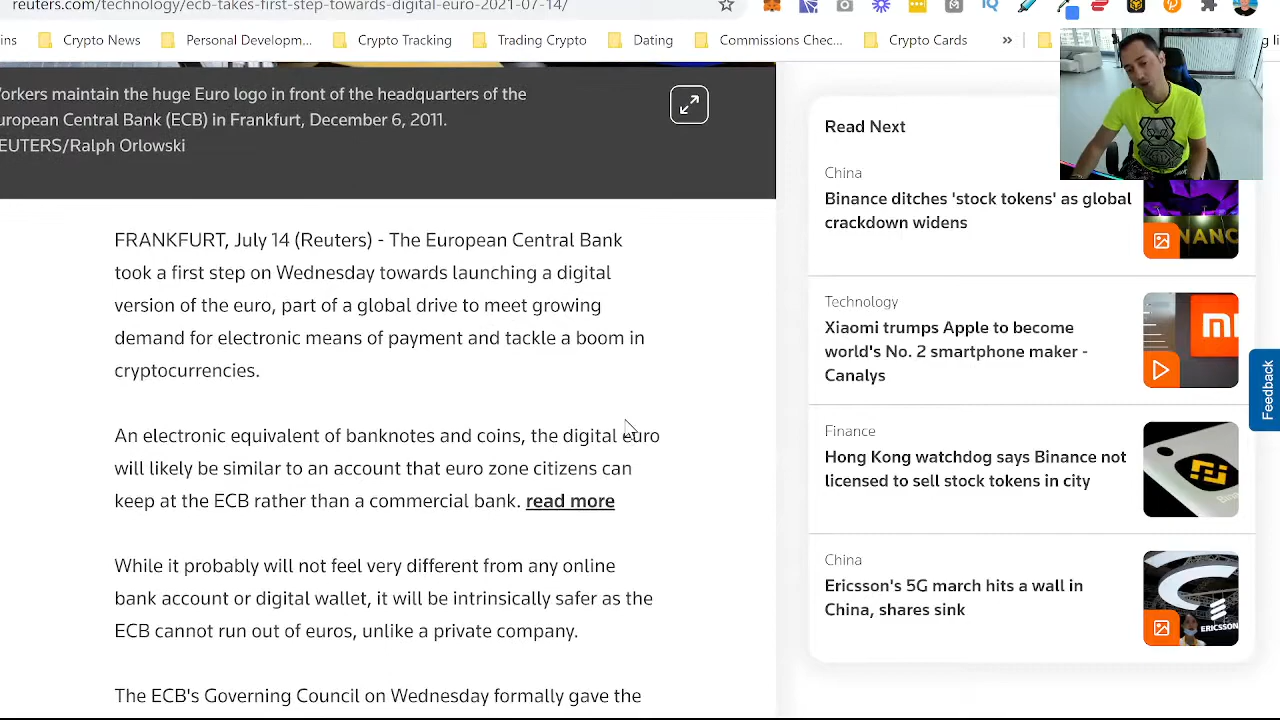 reuters.com/technology/ecb-takes-first-step-towards-digital-euro-2021-07-14/
ins Crypto News Personal Developm... Crypto Tracking Trading Crypto Dating Commissions Chec... Crypto Cards »
Workers maintain the huge Euro logo in front of the headquarters of the
uropean Central Bank (ECB) in Frankfurt, December 6, 2011.
EUTERS/Ralph Orlowski
FRANKFURT, July 14 (Reuters) - The European Central Bank
took a first step on Wednesday towards launching a digital
version of the euro, part of a global drive to meet growing
demand for electronic means of payment and tackle a boom in
cryptocurrencies.
An electronic equivalent of banknotes and coins, the digital euro
will likely be similar to an account that euro zone citizens can
keep at the ECB rather than a commercial bank. read more
While it probably will not feel very different from any online
bank account or digital wallet, it will be intrinsically safer as the
ECB cannot run out of euros, unlike a private company.
The ECB's Governing Council on Wednesday formally gave the
Read Next
China
Binance ditches 'stock tokens' as global
crackdown widens
NANC
Technology
Xiaomi trumps Apple to become
world's No. 2 smartphone maker -
Canalys
Finance
Hong Kong watchdog says Binance not
licensed to sell stock tokens in city
China
Ericsson's 5G march hits a wall in
China, shares sink
ERICSSON
Feedback